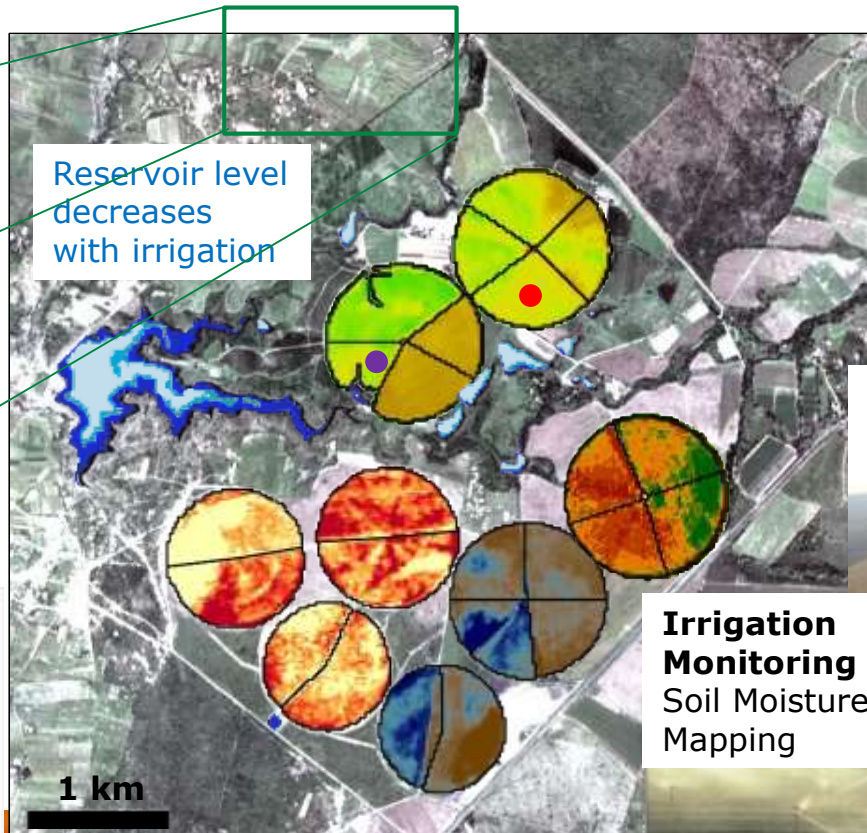 Reservoir level
decreases
with irrigation
Irrigation
Monitoring
Soil Moisture
Mapping
1 km